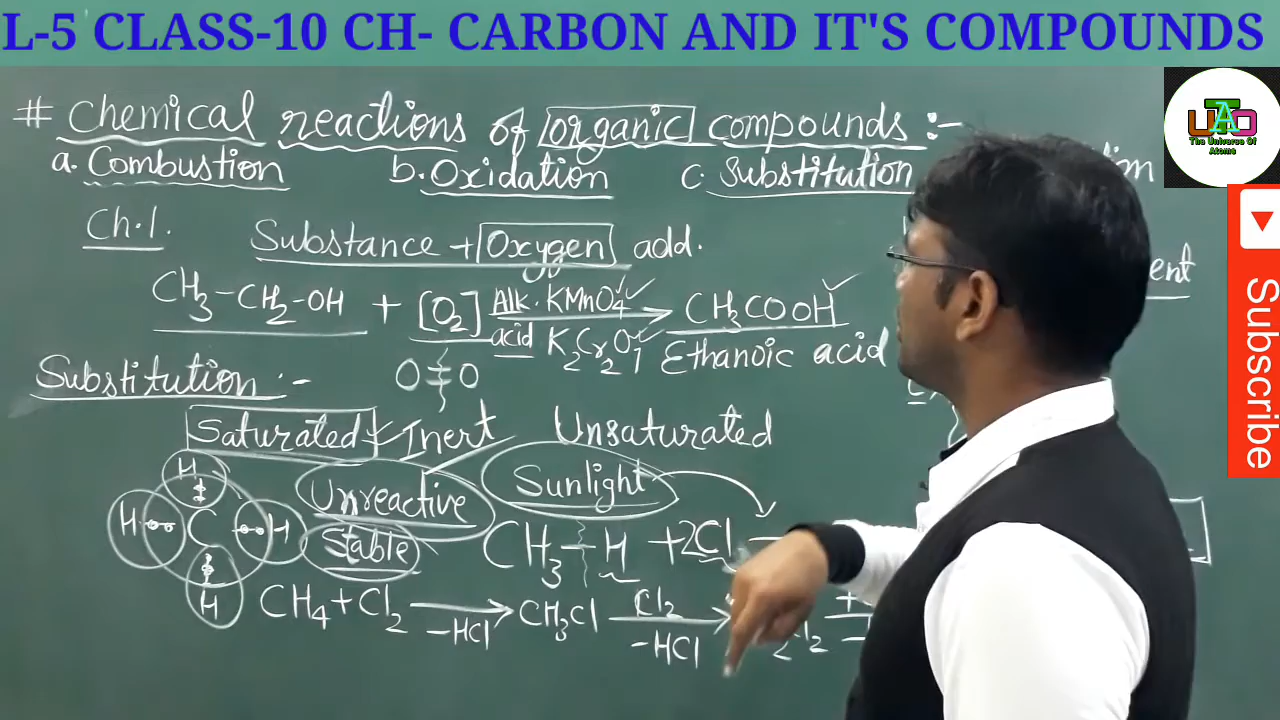 L-5 CLASS-10 CH- CARBON AND IT'S COMPOUNDS
# Chemical reactions of organic compounds :-
a. Combustion b. Oxidation c. Substitution
UTAO
The Universe Of Atoms
Subscribe
Ch.1. Substance + Oxygen add.
CH3-CH2-OH + [O2] Alk. KMnO4 CH3COOH
acid K2Cr2O7 Ethanoic acid
Substitution :- O O
Saturated Inert Unsaturated
Unreactive Sunlight
Stable
H
H C H
H
CH3-H + 2Cl
CH4 + Cl2 -HCl CH3Cl Cl2 -HCl